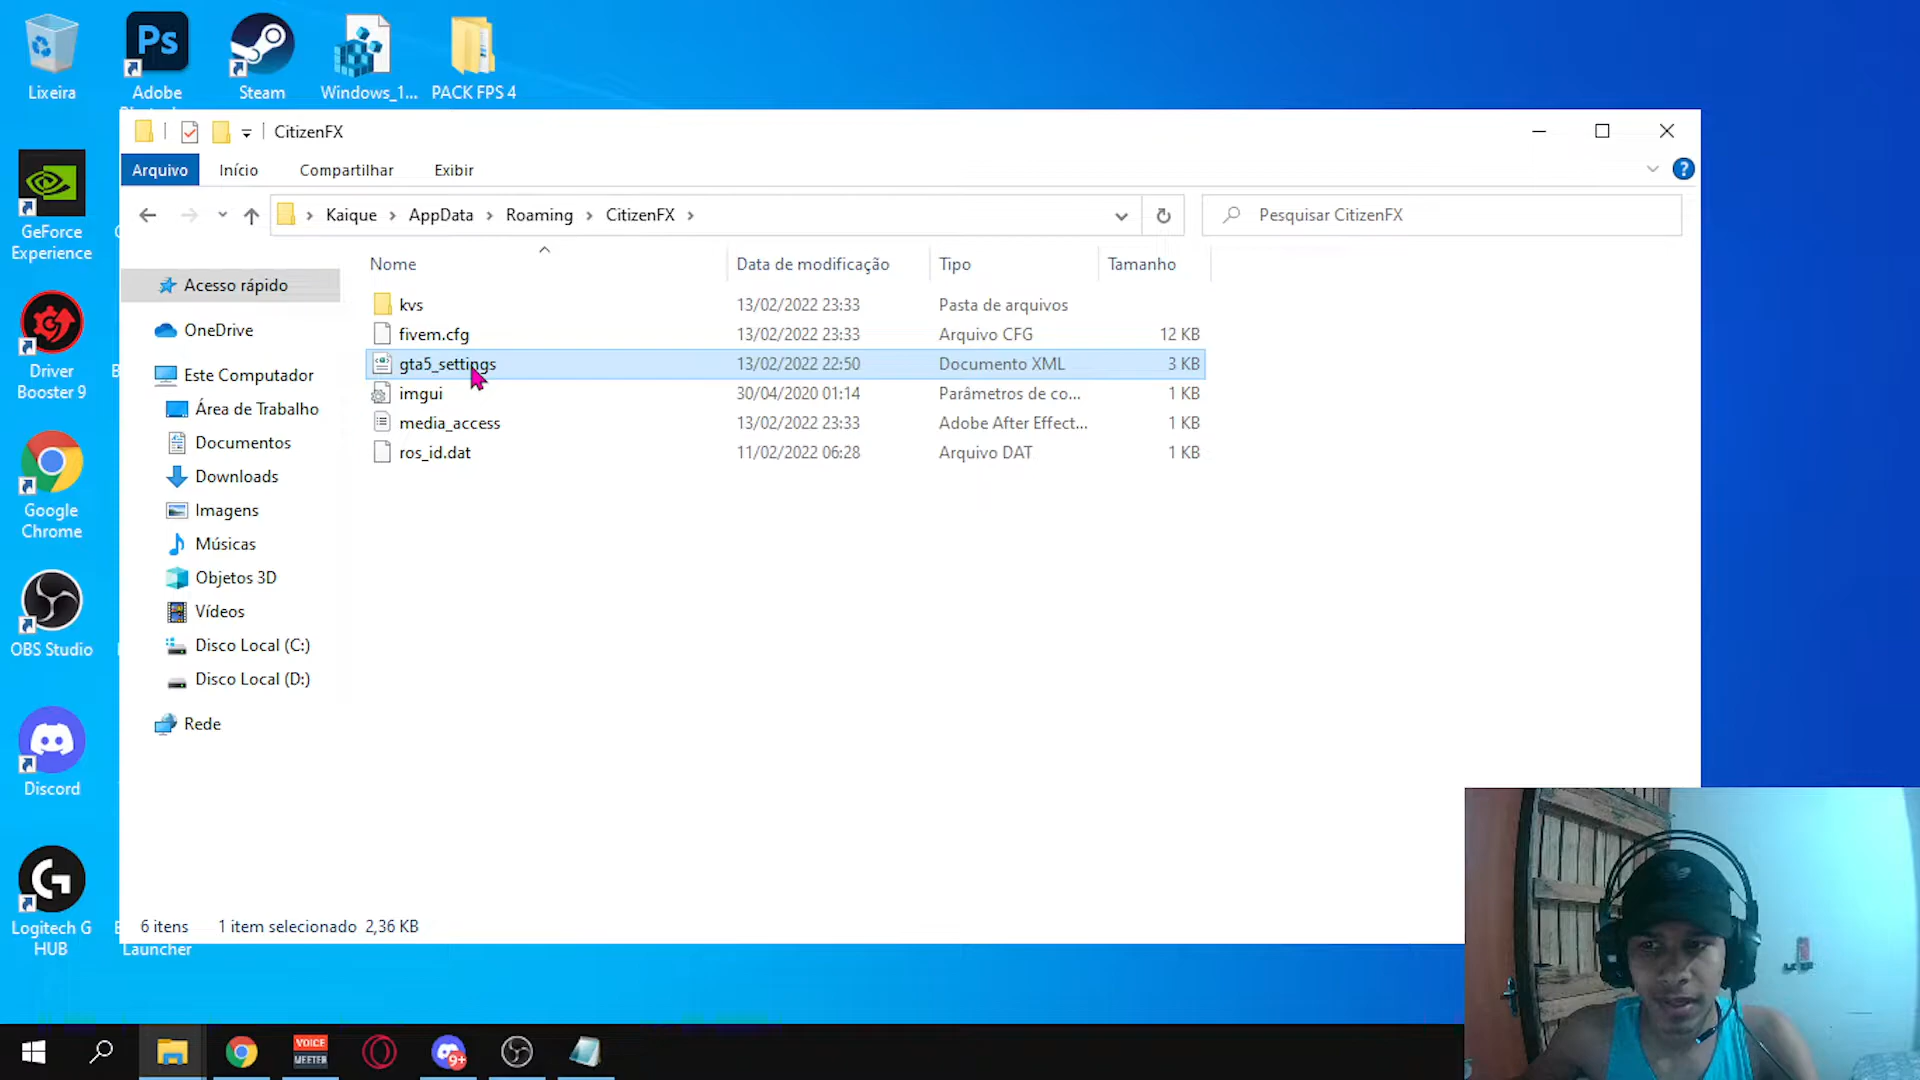 Lixeira
Adobe
Steam
Windows_1...
PACK FPS 4
CitizenFX
Arquivo
Início
Compartilhar
Exibir
Kaique
AppData
Roaming
CitizenFX
Pesquisar CitizenFX
GeForce
Experience
Driver
Booster 9
Google
Chrome
OBS Studio
Discord
Logitech G
HUB
Launcher
Acesso rápido
OneDrive
Este Computador
Área de Trabalho
Documentos
Downloads
Imagens
Músicas
Objetos 3D
Vídeos
Disco Local (C:)
Disco Local (D:)
Rede
Nome Data de modificação Tipo Tamanho
kvs 13/02/2022 23:33 Pasta de arquivos
fivem.cfg 13/02/2022 23:33 Arquivo CFG 12 KB
gta5_settings 13/02/2022 22:50 Documento XML 3 KB
imgui 30/04/2020 01:14 Parâmetros de co... 1 KB
media_access 13/02/2022 23:33 Adobe After Effect... 1 KB
ros_id.dat 11/02/2022 06:28 Arquivo DAT 1 KB
6 itens 1 item selecionado 2,36 KB
VOICE
MEETER
9+